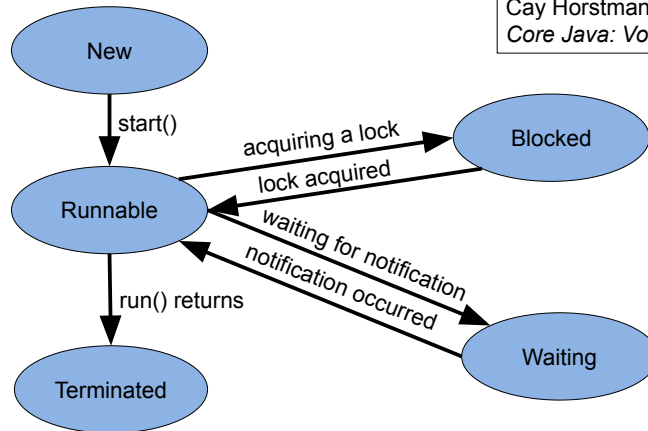 Cay Horstman
Core Java: Vo
New
start()
acquiring a lock
Blocked
lock acquired
Runnable
waiting for notification
notification occurred
run() returns
Waiting
Terminated